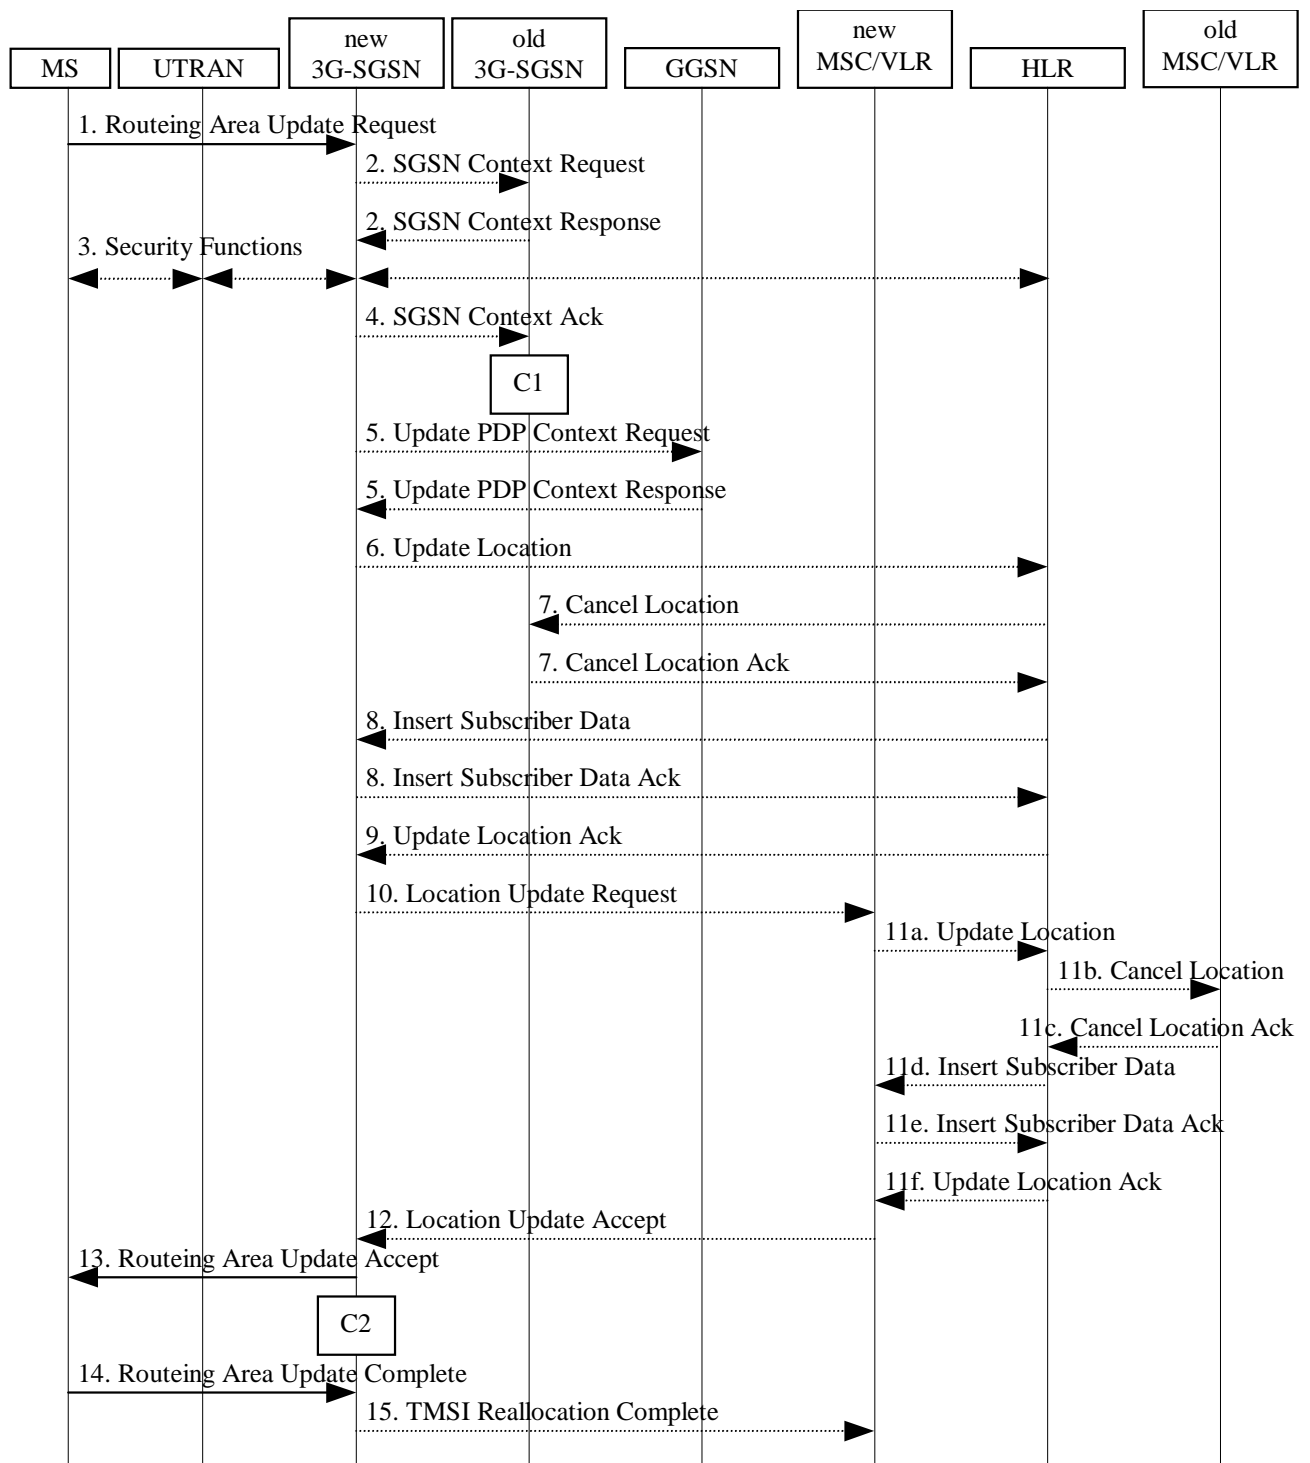 MS
UTRAN
new
3G-SGSN
old
3G-SGSN
GGSN
new
MSC/VLR
HLR
old
MSC/VLR
1. Routeing Area Update Request
2. SGSN Context Request
2. SGSN Context Response
3. Security Functions
4. SGSN Context Ack
C1
5. Update PDP Context Request
5. Update PDP Context Response
6. Update Location
7. Cancel Location
7. Cancel Location Ack
8. Insert Subscriber Data
8. Insert Subscriber Data Ack
9. Update Location Ack
10. Location Update Request
11a. Update Location
11b. Cancel Location
11c. Cancel Location Ack
11d. Insert Subscriber Data
11e. Insert Subscriber Data Ack
11f. Update Location Ack
12. Location Update Accept
13. Routeing Area Update Accept
C2
14. Routeing Area Update Complete
15. TMSI Reallocation Complete